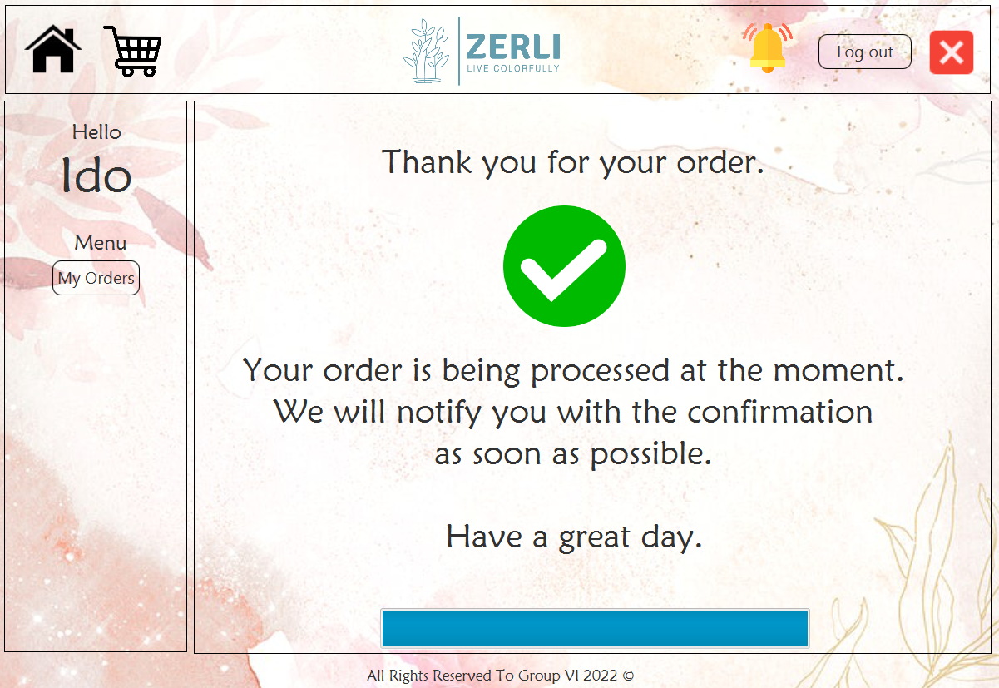 ZERLI
LIVE COLORFULLY
Log out
Hello
Ido
Menu
My Orders
Thank you for your order.
Your order is being processed at the moment.
We will notify you with the confirmation
as soon as possible.
Have a great day.
All Rights Reserved To Group VI 2022 ©